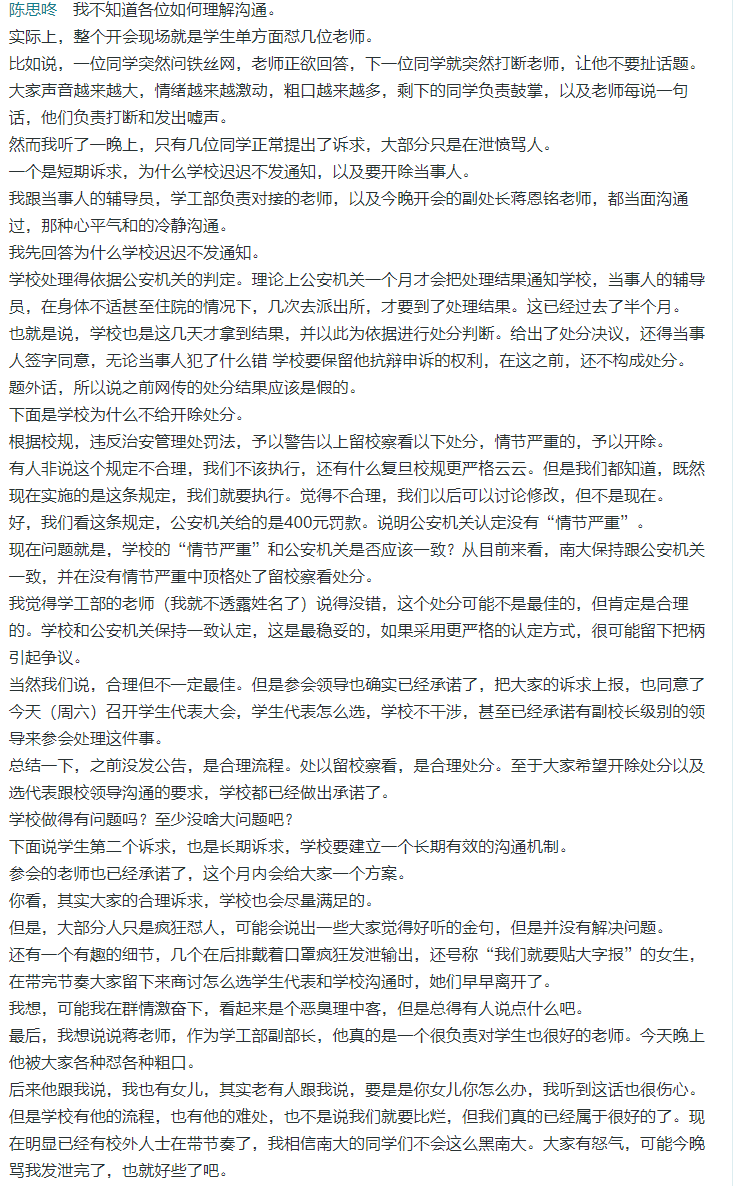 陈思咚 我不知道各位如何理解沟通。
实际上，整个开会现场就是学生单方面怼几位老师。
比如说，一位同学突然问铁丝网，老师正欲回答，下一位同学就突然打断老师，让他不要扯话题。
大家声音越来越大，情绪越来越激动，粗口越来越多，剩下的同学负责鼓掌，以及老师每说一句
话，他们负责打断和发出嘘声。
然而我听了一晚上，只有几位同学正常提出了诉求，大部分只是在泄愤骂人。
一个是短期诉求，为什么学校迟迟不发通知，以及要开除当事人。
我跟当事人的辅导员，学工部负责对接的老师，以及今晚开会的副处长蒋恩铭老师，都当面沟通
过，那种心平气和的冷静沟通。
我先回答为什么学校迟迟不发通知。
学校处理得依据公安机关的判定。理论上公安机关一个月才会把处理结果通知学校，当事人的辅导
员，在身体不适甚至住院的情况下，几次去派出所，才要到了处理结果。这已经过去了半个月。
也就是说，学校也是这几天才拿到结果，并以此为依据进行处分判断。给出了处分决议，还得当事
人签字同意，无论当事人犯了什么错 学校要保留他抗辩申诉的权利，在这之前，还不构成处分。
题外话，所以说之前网传的处分结果应该是假的。
下面是学校为什么不给开除处分。
根据校规，违反治安管理处罚法，予以警告以上留校察看以下处分，情节严重的，予以开除。
有人非说这个规定不合理，我们不该执行，还有什么复旦校规更严格云云。但是我们都知道，既然
现在实施的是这条规定，我们就要执行。觉得不合理，我们以后可以讨论修改，但不是现在。
好，我们看这条规定，公安机关给的是400元罚款。说明公安机关认定没有“情节严重”。
现在问题就是，学校的“情节严重”和公安机关是否应该一致？从目前来看，南大保持跟公安机关
一致，并在没有情节严重中顶格处了留校察看处分。
我觉得学工部的老师（我就不透露姓名了）说得没错，这个处分可能不是最佳的，但肯定是合理
的。学校和公安机关保持一致认定，这是最稳妥的，如果采用更严格的认定方式，很可能留下把柄
引起争议。
当然我们说，合理但不一定最佳。但是参会领导也确实已经承诺了，把大家的诉求上报，也同意了
今天（周六）召开学生代表大会，学生代表怎么选，学校不干涉，甚至已经承诺有副校长级别的领
导来参会处理这件事。
总结一下，之前没发公告，是合理流程。处以留校察看，是合理处分。至于大家希望开除处分以及
选代表跟校领导沟通的要求，学校都已经做出承诺了。
学校做得有问题吗？至少没啥大问题吧？
下面说学生第二个诉求，也是长期诉求，学校要建立一个长期有效的沟通机制。
参会的老师也已经承诺了，这个月内会给大家一个方案。
你看，其实大家的合理诉求，学校也会尽量满足的。
但是，大部分人只是疯狂怼人，可能会说出一些大家觉得好听的金句，但是并没有解决问题。
还有一个有趣的细节，几个在后排戴着口罩疯狂发泄输出，还号称“我们就要贴大字报”的女生，
在带完节奏大家留下来商讨怎么选学生代表和学校沟通时，她们早早离开了。
我想，可能我在群情激奋下，看起来是个恶臭理中客，但是总得有人说点什么吧。
最后，我想说说蒋老师，作为学工部副部长，他真的是一个很负责对学生也很好的老师。今天晚上
他被大家各种怼各种粗口。
后来他跟我说，我也有女儿，其实老有人跟我说，要是是你女儿你怎么办，我听到这话也很伤心。
但是学校有他的流程，也有他的难处，也不是说我们就要比烂，但我们真的已经属于很好的了。现
在明显已经有校外人士在带节奏了，我相信南大的同学们不会这么黑南大。大家有怒气，可能今晚
骂我发泄完了，也就好些了吧。